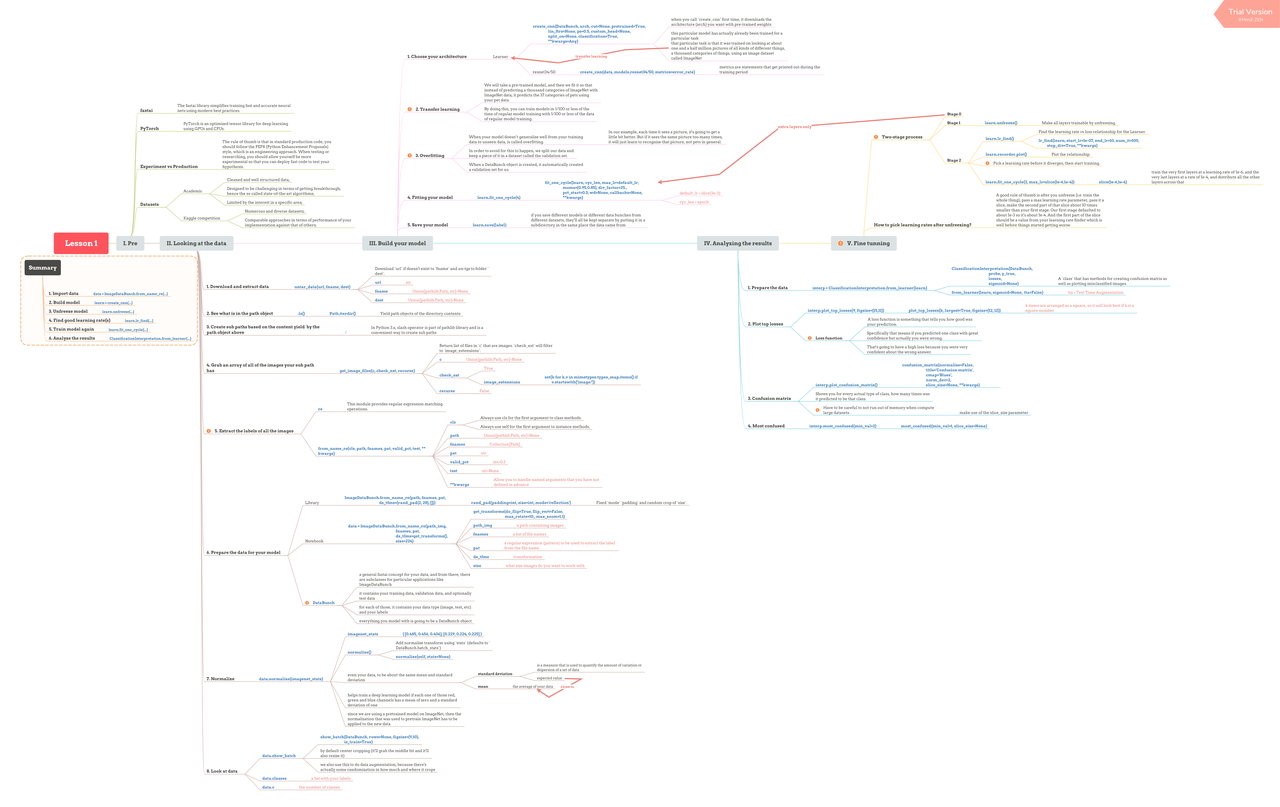 Trial Version
XMind: ZEN
Lesson 1
I. Pre
II. Looking at the data
III. Build your model
IV. Analysing the results
V. Fine tunning
Summary
1. Import data
data = ImageDataBunch.from_name_re(...)
2. Build model
learn = create_cnn(...)
3. Unfreeze model
learn.unfreeze(...)
4. Find good learning rate(s)
learn.lr_find(...)
5. Train model again
learn.fit_one_cycle(...)
6. Analyse the results
ClassificationInterpretation.from_learner(...)
fastai
The fastai library simplifies training fast and accurate neural
nets using modern best practices.
PyTorch
PyTorch is an optimized tensor library for deep learning
using GPUs and CPUs.
Experiment vs Production
The rule of thumb is that in standard production code, you
should follow the PEP8 (Python Enhancement Proposals)
style, which is an engineering approach. When testing or
researching, you should allow yourself be more
experimental so that you can deploy fast code to test your
hypothesis.
Datasets
Academic
Cleaned and well structured data;
Designed to be challenging in terms of getting breakthrough,
hence the so called state-of-the-art algorithms;
Limited by the interest in a specific area;
Kaggle competition
Numerous and diverse datasets;
Comparable approaches in terms of performance of your
implementation against that of others.
1. Choose your architecture
Learner
create_cnn(DataBunch, arch, cut=None, pretrained=True,
lin_ftrs=None, ps=0.5, custom_head=None,
split_on=None, classification=True,
**kwargs=Any)
when you call `create_cnn` first time, it downloads the
architecture (arch) you want with pre-trained weights
this particular model has actually already been trained for a
particular task
that particular task is that it was trained on looking at about
one and a half million pictures of all kinds of different things,
a thousand categories of things, using an image dataset
called ImageNet
transfer learning
resnet34/50
create_cnn(data, models.resnet34/50, metrics=error_rate)
metrics are statements that get printed out during the
training period
2. Transfer learning
We will take a pre-trained model, and then we fit it so that
instead of predicting a thousand categories of ImageNet with
ImageNet data, it predicts the 37 categories of pets using
your pet data
By doing this, you can train models in 1/100 or less of the
time of regular model training with 1/100 or less of the data
of regular model training.
3. Overfitting
When your model doesn't generalise well from your training
data to unseen data, is called overfitting.
In our example, each time it sees a picture, it's going to get a
little bit better. But if it sees the same picture too many times,
it will just learn to recognise that picture, not pets in general
In order to avoid for this to happen, we split our data and
keep a piece of it as dataset called the validation set.
When a DataBunch object is created, it automatically created
a validation set for us.
4. Fitting your model
learn.fit_one_cycle(4)
fit_one_cycle(learn, cyc_len, max_lr=default_lr,
moms=(0.95,0.85), div_factor=25.,
pct_start=0.3, wd=None, callbacks=None,
**kwargs)
default_lr = slice(3e-3)
cyc_len = epoch
5. Save your model
learn.save(label)
if you save different models or different data bunches from
different datasets, they'll all be kept separate by putting it in a
subdirectory in the same place the data came from
extra layers only
Two-stage process
Stage 0
Stage 1
learn.unfreeze()
Make all layers trainable by unfreezing.
Stage 2
learn.lr_find()
Find the learning rate to loss relationship for the Learner
lr_find(learn, start_lr=1e-07, end_lr=10, num_it=100,
stop_div=True, **kwargs)
learn.recorder.plot()
Plot the relationship.
Pick a learning rate before it diverges, then start training.
learn.fit_one_cycle(2, max_lr=slice(1e-6,1e-4))
slice(1e-6,1e-4)
train the very first layers at a learning rate of 1e-6, and the
very last layers at a rate of 1e-4, and distributes all the other
layers across that
How to pick learning rates after unfreezing?
A good rule of thumb is after you unfreeze (i.e. train the
whole thing), pass a max learning rate parameter, pass it a
slice, make the second part of that slice about 10 times
smaller than your first stage. Our first stage defaulted to
about 1e-3 so it's about 1e-4. And the first part of the slice
should be a value from your learning rate finder which is
well before things started getting worse.
1. Download and extract data
untar_data(url, fname, dest)
Download `url` if doesn't exist to `fname` and un-tgz to folder
`dest`.
url
str
fname
Union[pathlib.Path, str]=None
dest
Union[pathlib.Path, str]=None
2. See what in the path object
.ls()
Path.iterdir()
Yield path objects of the directory contents
3. Create sub paths based on the content yield `by the
path object above
/
In Python 3.x, slash operator is part of pathlib library and is a
convenient way to create sub paths.
4. Grab an array of all of the images your sub path
has
get_image_files(c, check_ext, recurse)
Return list of files in `c` that are images. `check_ext` will filter
to `image_extensions`.
c
Union[pathlib.Path, str]=None
check_ext
True
image_extensions
set(k for k,v in mimetypes.types_map.items() if
v.startswith('image/'))
recurse
False
5. Extract the labels of all the images
re
This module provides regular expression matching
operations
from_name_re(cls, path, fnames, pat, valid_pct, test, **
kwargs)
cls
Always use cls for the first argument to class methods.
Always use self for the first argument to instance methods.
path
Union[pathlib.Path, str]=None
fnames
Collection[Path]
pat
str
valid_pct
test
str=None
**kwargs
Allow you to handle named arguments that you have not
defined in advance
6. Prepare the data for your model
Library
ImageDataBunch.from_name_re(path, fnames, pat,
ds_tfms=(rand_pad(2, 28), []))
rand_pad(padding=int, size=int, mode='reflection')
Fixed `mode` `padding` and random crop of `size`
Notebook
data = ImageDataBunch.from_name_re(path_img,
fnames,
pat,
ds_tfms=get_transforms(),
size=224)
get_transforms(do_flip=True, flip_vert=False,
max_rotate=10., max_zoom=1.1)
path_img
a path containing images
fnames
a list of file names
pat
a regular expression (pattern) to be used to extract the label
from the file name
ds_tfms
transformation
size
what size images do you want to work with.
DataBunch
a general fastai concept for your data, and from there, there
are subclasses for particular applications like
ImageDataBunch
it contains your training data, validation data, and optionally
test data
for each of those, it contains your data type (image, text, etc)
and your labels
everything you model with is going to be a DataBunch object
7. Normalize
data.normalize(imagenet_stats)
imagenet_stats
([0.485, 0.456, 0.406], [0.229, 0.224, 0.225])
normalize()
Add normalize transform using `stats` (defaults to
`DataBunch.batch_stats`)
normalize(self, stats=None)
even your data, to be about the same mean and standard
deviation
standard deviation
is a measure that is used to quantify the amount of variation or
dispersion of a set of data
expected value
mean
the average of your data
close to
helps train a deep learning model if each one of those red,
green and blue channels has a mean of zero and a standard
deviation of one
since we are using a pretrained model on ImageNet, then the
normalisation that was used to pretrain ImageNet has to be
applied to the new data
8. Look at data
data.show_batch
show_batch(DataBunch, rows=None, figsize=(9,10),
is_train=True)
by default center cropping (it'll grab the middle bit and it'll
also resize it)
we also use this to do data augmentation, because there's
actually some randomisation in how much and where it crops
data.classes
a list with your labels
data.c
the number of classes
1. Prepare the data
interp = ClassificationInterpretation.from_learner(learn)
ClassificationInterpretation(DataBunch,
probs, y_true,
losses,
sigmoid=None)
A 'class' that has methods for creating confusion matrix as
well as plotting misclassified images.
from_learner(learn, sigmoid=None, tta=False)
tta - Test Time Augmentation
2. Plot top losses
interp.plot_top_losses(9, figsize=(15,11))
plot_top_losses(k, largest=True, figsize=(12, 12))
k items are arranged as a square, so it will look best if k is a
square number
Loss function
A loss function is something that tells you how good was
your prediction.
Specifically that means if you predicted one class with great
confidence but actually you were wrong.
That's going to have a high loss because you were very
confident about the wrong answer.
3. Confusion matrix
interp.plot_confusion_matrix()
confusion_matrix(normalize=False,
title='Confusion matrix',
cmap='Blues',
norm_dec=2,
slice_size=None, **kwargs)
Shows you for every actual type of class, how many times was
it predicted to be that class.
Have to be careful to not run out of memory when compute
large datasets.
make use of the slice_size parameter
4. Most confused
interp.most_confused(min_val=2)
most_confused(min_val=1, slice_size=None)